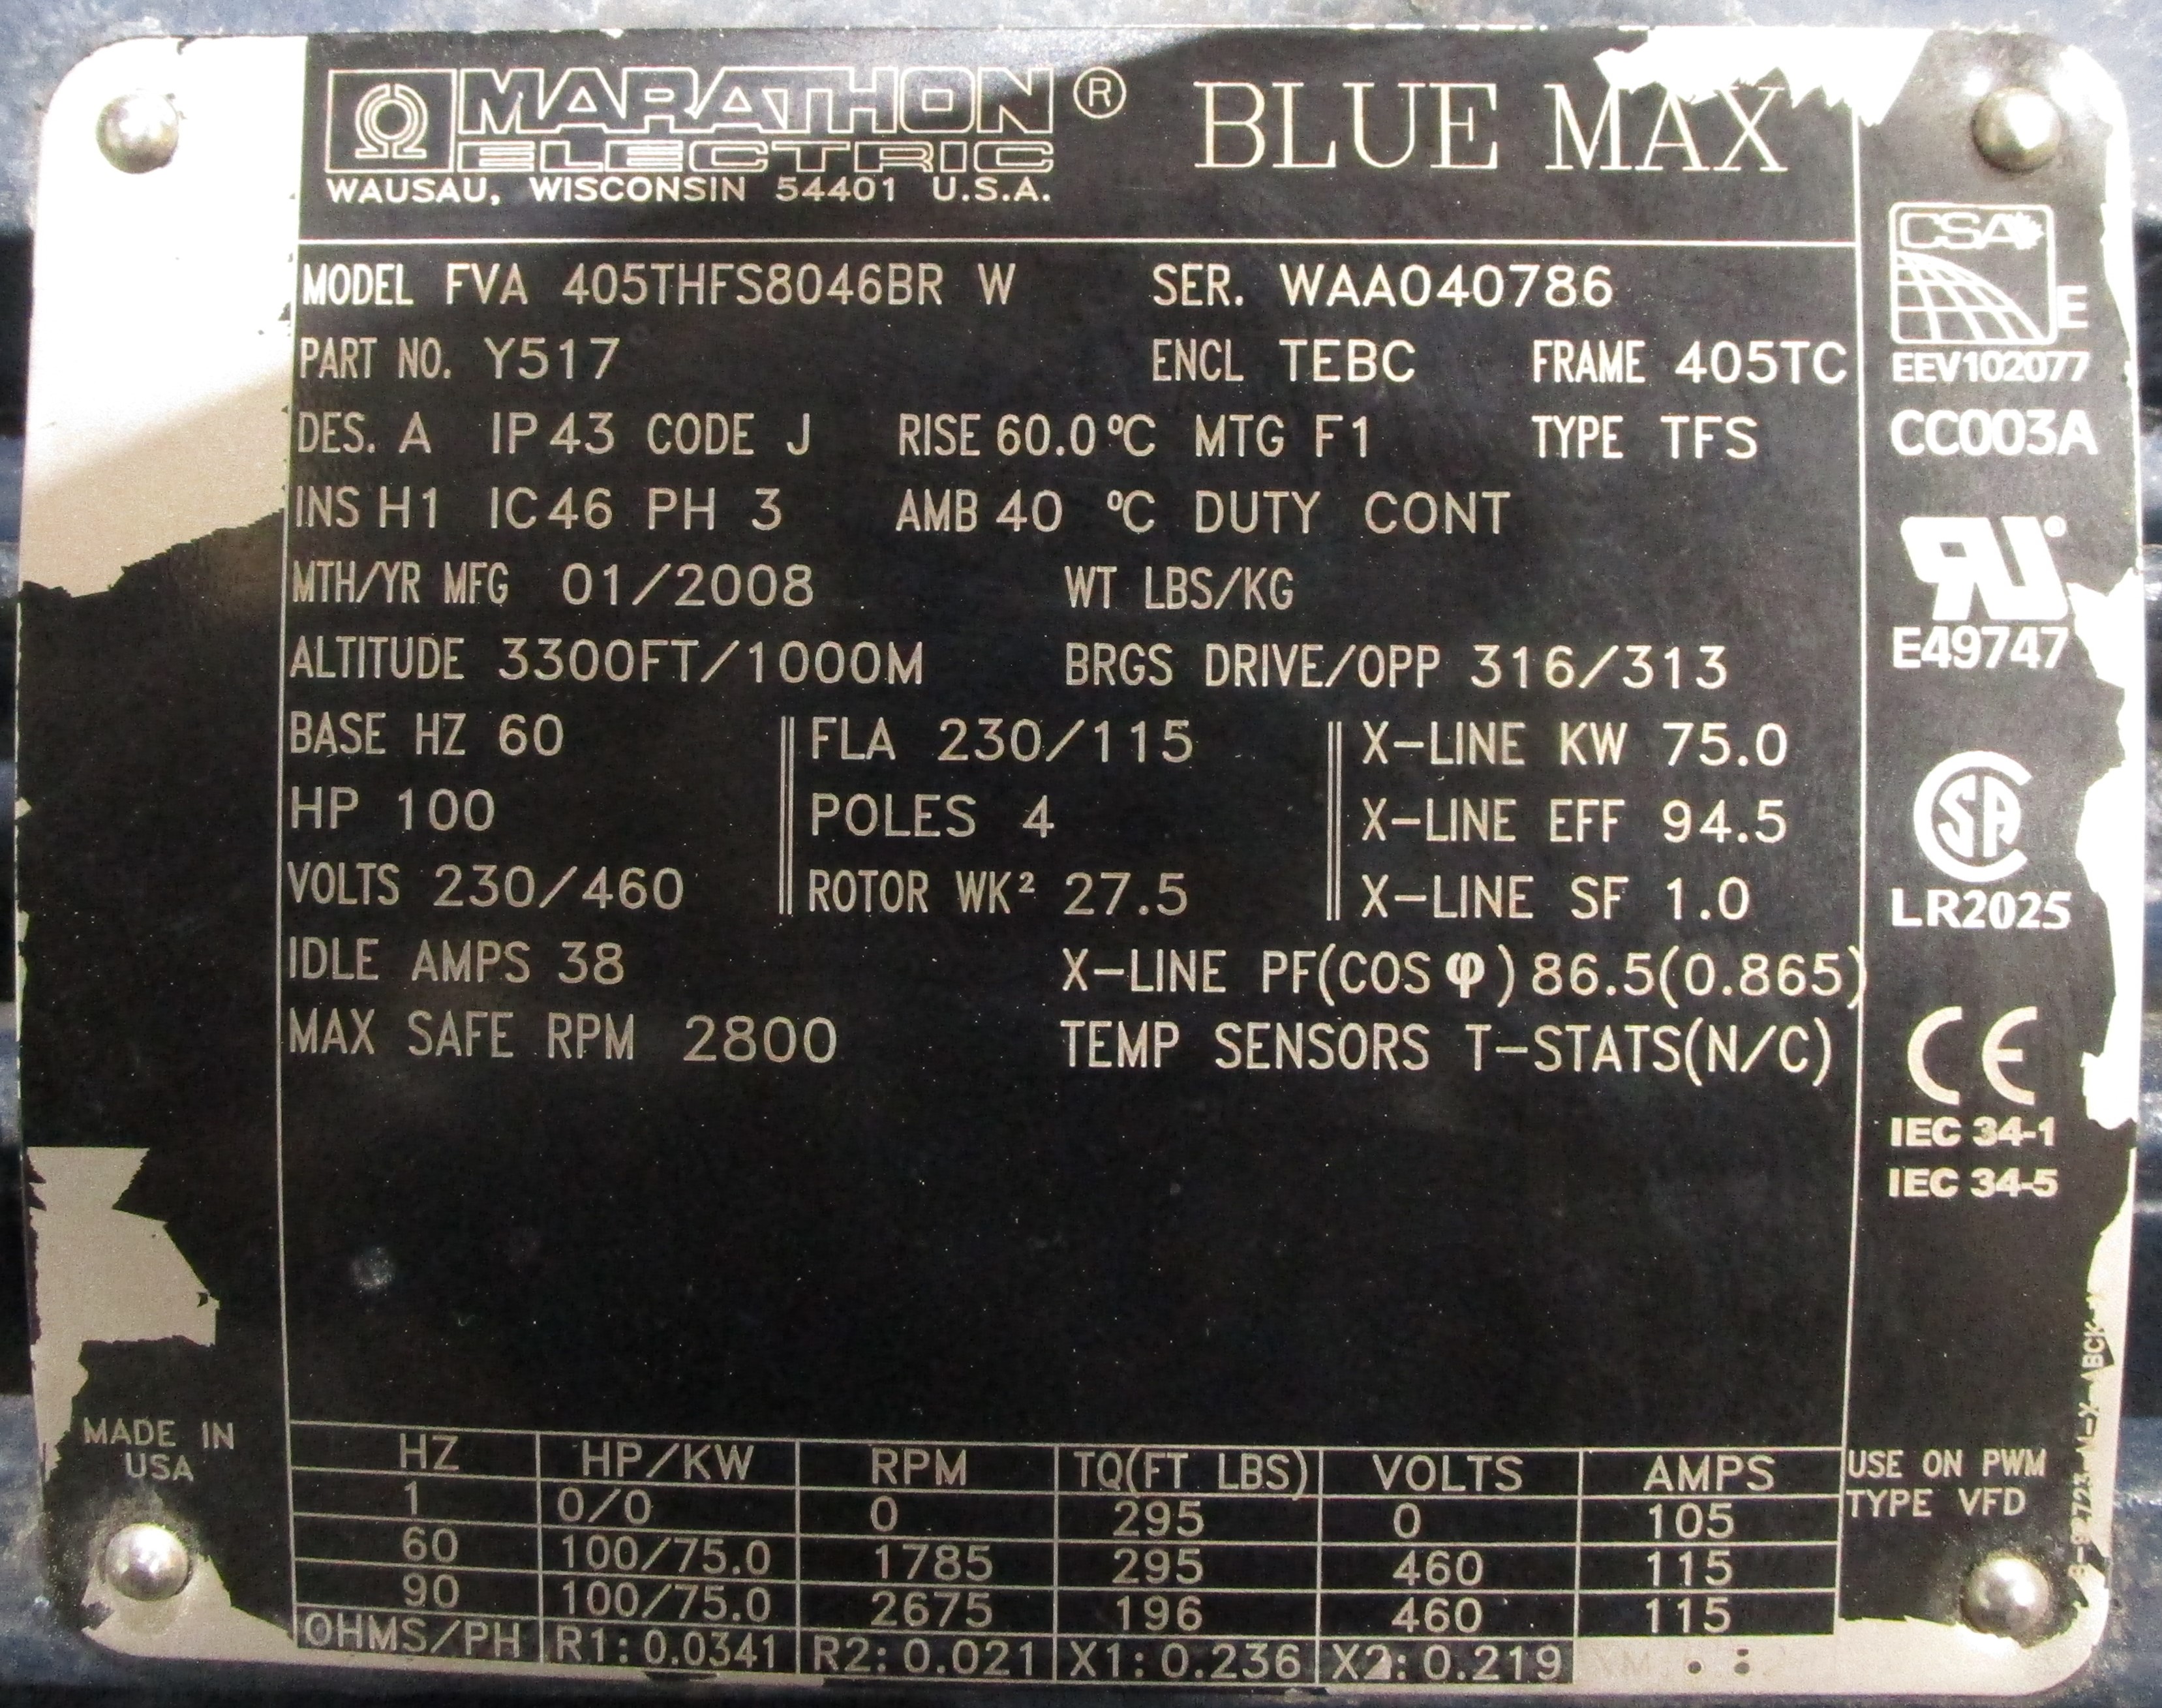 MARATHON ® BLUE MAX
ELECTRIC
WAUSAU, WISCONSIN 54401 U.S.A.
MODEL FVA 405THFS8046BR W SER. WAA040786
PART NO. Y517 ENCL TEBC FRAME 405TC
DES. A IP 43 CODE J RISE 60.0 °C MTG F1 TYPE TFS
INS H1 IC 46 PH 3 AMB 40 °C DUTY CONT
MTH/YR MFG 01/2008 WT LBS/KG
ALTITUDE 3300FT/1000M BRGS DRIVE/OPP 316/313
BASE HZ 60 FLA 230/115 X-LINE KW 75.0
HP 100 POLES 4 X-LINE EFF 94.5
VOLTS 230/460 ROTOR WK² 27.5 X-LINE SF 1.0
IDLE AMPS 38 X-LINE PF(COS φ) 86.5(0.865)
MAX SAFE RPM 2800 TEMP SENSORS T-STATS(N/C)
HZ HP/KW RPM TQ(FT LBS) VOLTS AMPS
1 0/0 0 295 0 105
60 100/75.0 1785 295 460 115
90 100/75.0 2675 196 460 115
OHMS/PH R1: 0.0341 R2: 0.021 X1: 0.236 X2: 0.219
MADE IN
USA
CSA E
EEV102077
CC003A
RU
E49747
SA
LR2025
CE
IEC 34-1
IEC 34-5
USE ON PWM
TYPE VFD